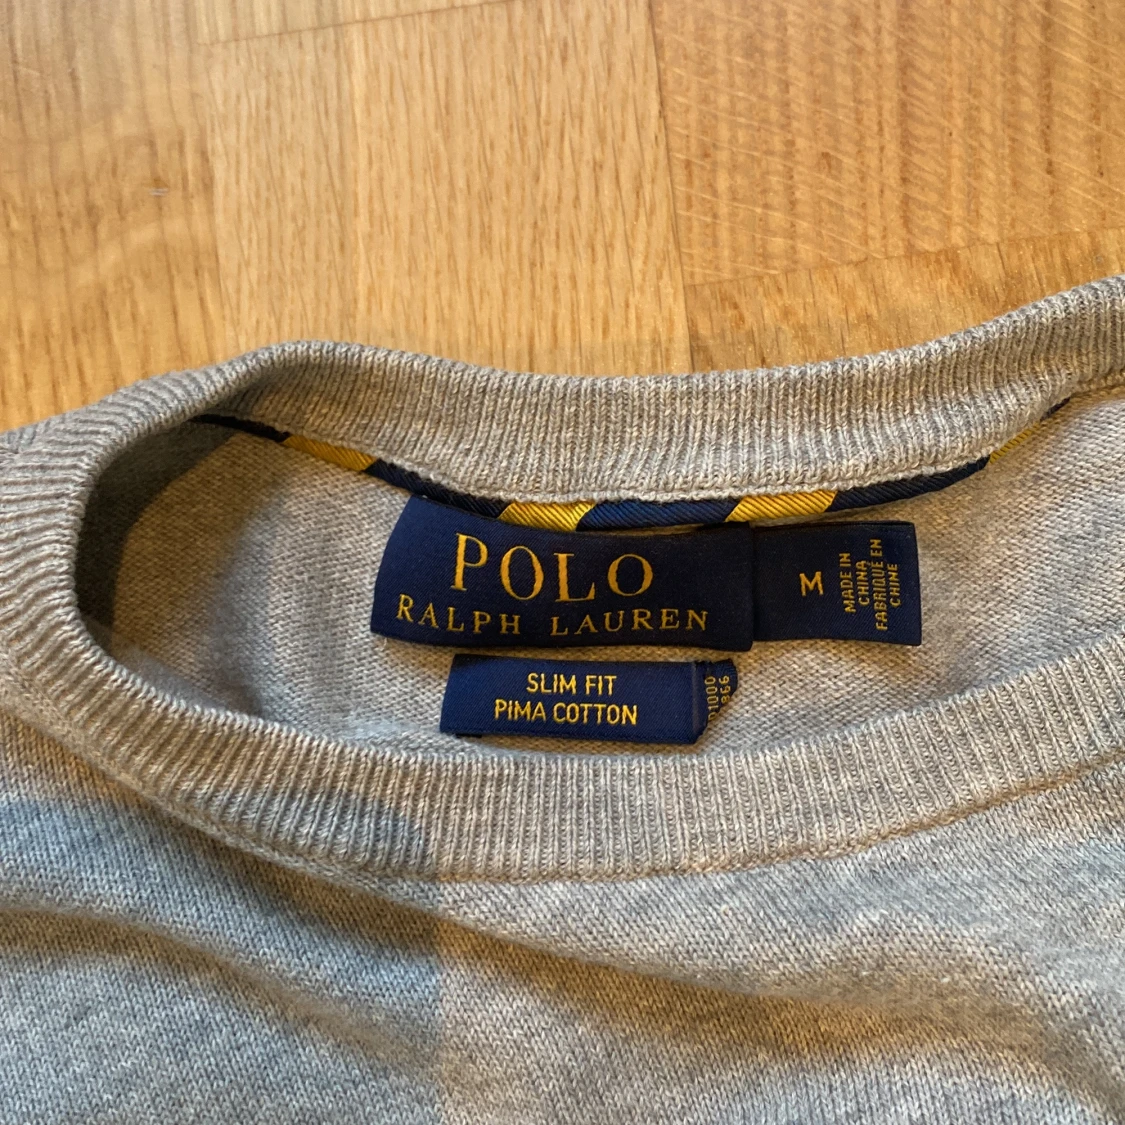 POLO
RALPH LAUREN
M
MADE IN
CHINA
FABRIQUÉ EN
CHINE
SLIM FIT
PIMA COTTON